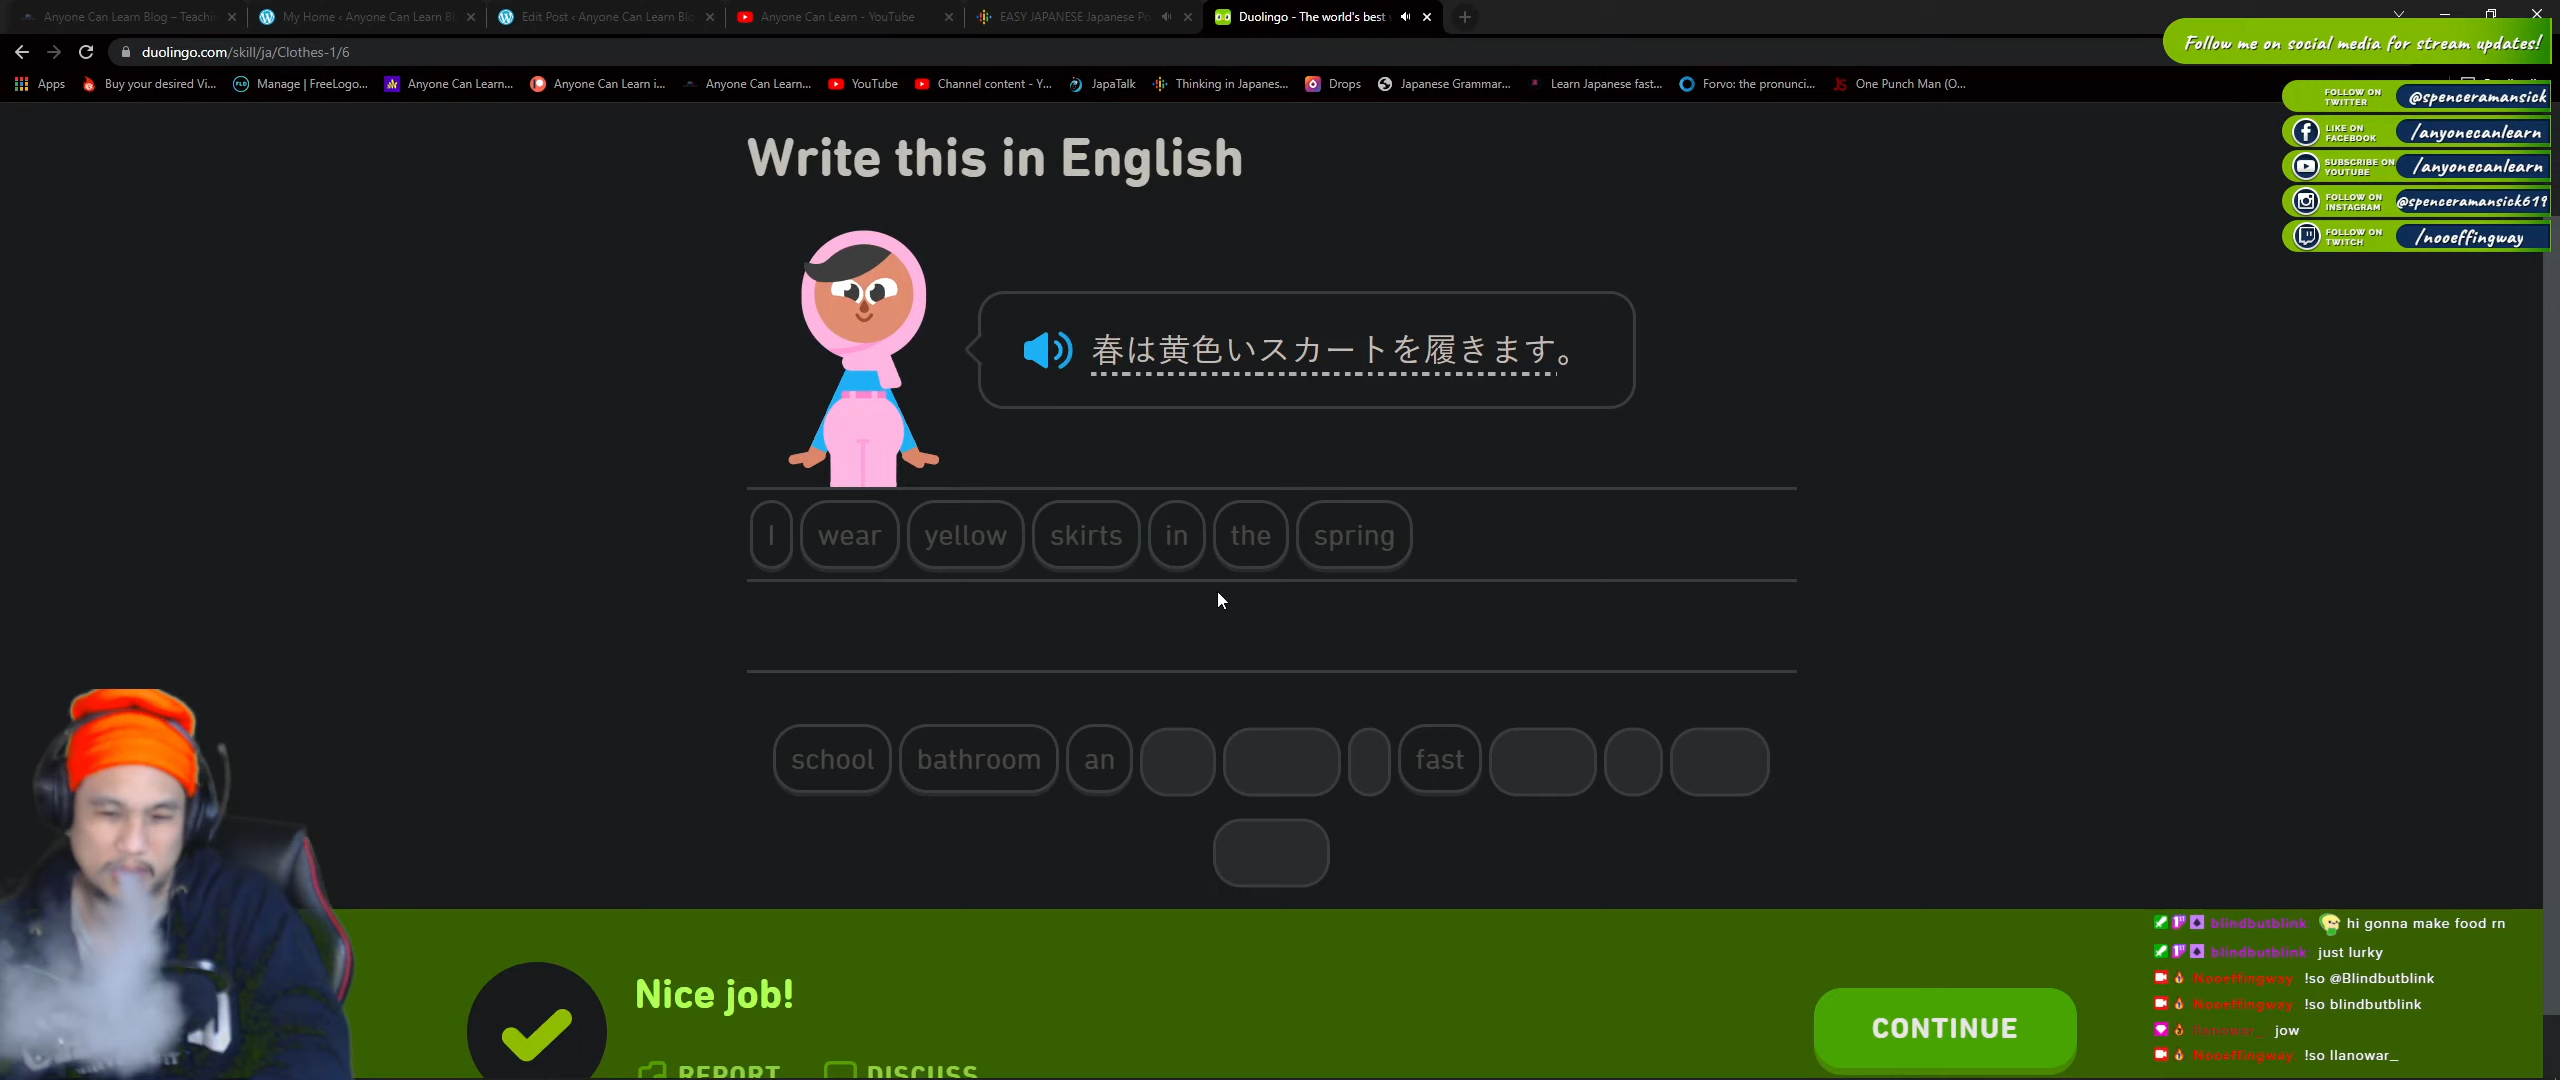 Anyone Can Learn Blog – Teachi
My Home ‹ Anyone Can Learn Bl
Edit Post ‹ Anyone Can Learn Blo
Anyone Can Learn - YouTube
EASY JAPANESE Japanese Po
Duolingo - The world's best
duolingo.com/skill/ja/Clothes-1/6
Follow me on social media for stream updates!
Apps
Buy your desired Vi...
Manage | FreeLogo...
Anyone Can Learn...
Anyone Can Learn i...
Anyone Can Learn...
YouTube
Channel content - Y...
JapaTalk
Thinking in Japanes...
Drops
Japanese Grammar...
Learn Japanese fast...
Forvo: the pronunci...
One Punch Man (O...
FOLLOW ON TWITTER @spenceramansick
LIKE ON FACEBOOK /anyonecanlearn
SUBSCRIBE ON YOUTUBE /anyonecanlearn
FOLLOW ON INSTAGRAM @spenceramansick619
FOLLOW ON TWITCH /nooeffingway
Write this in English
春は黄色いスカートを履きます。
I wear yellow skirts in the spring
school bathroom an fast
Nice job!
REPORT DISCUSS
CONTINUE
blindbutblink hi gonna make food rn
blindbutblink just lurky
Nooeffingway !so @Blindbutblink
Nooeffingway !so blindbutblink
llanowar_ jow
Nooeffingway !so llanowar_